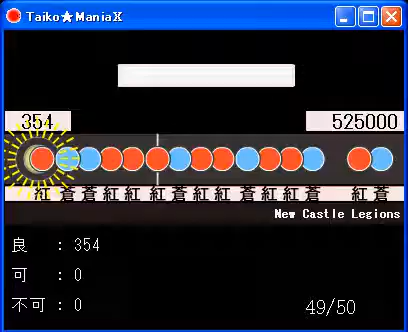 Taiko★ManiaX
354 525000
紅 蒼 蒼 紅 紅 紅 蒼 紅 紅 蒼 紅 紅 蒼 紅 蒼
New Castle Legions
良 : 354
可 : 0
不可 : 0
49/50